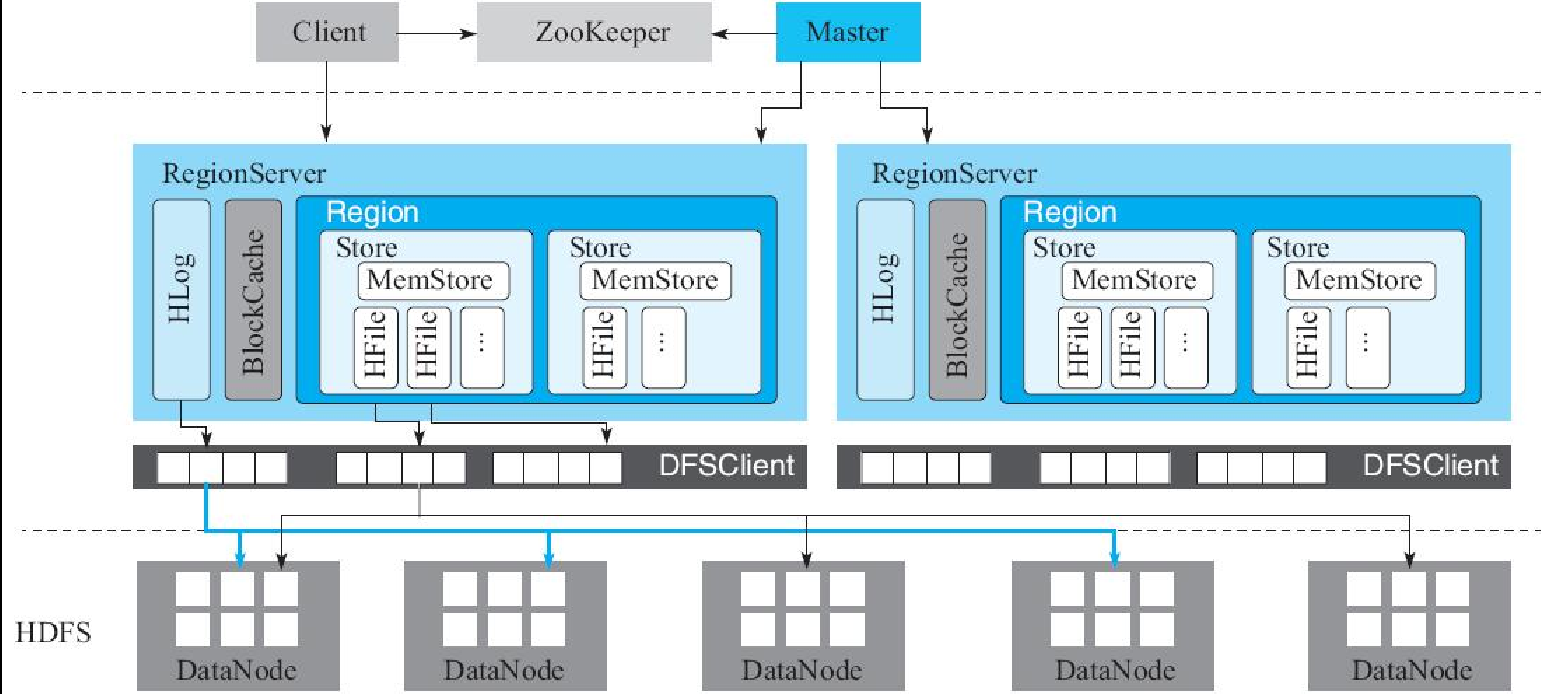 Client
ZooKeeper
Master
RegionServer
HLog
BlockCache
Region
Store
MemStore
HFile
HFile
...
Store
MemStore
HFile
...
RegionServer
HLog
BlockCache
Region
Store
MemStore
HFile
HFile
...
Store
MemStore
HFile
...
DFSClient
DFSClient
HDFS
DataNode
DataNode
DataNode
DataNode
DataNode